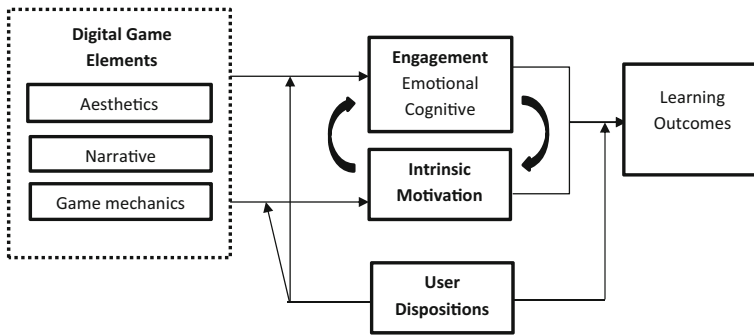 Digital Game
Elements
Aesthetics
Narrative
Game mechanics
Engagement
Emotional
Cognitive
Intrinsic
Motivation
User
Dispositions
Learning
Outcomes